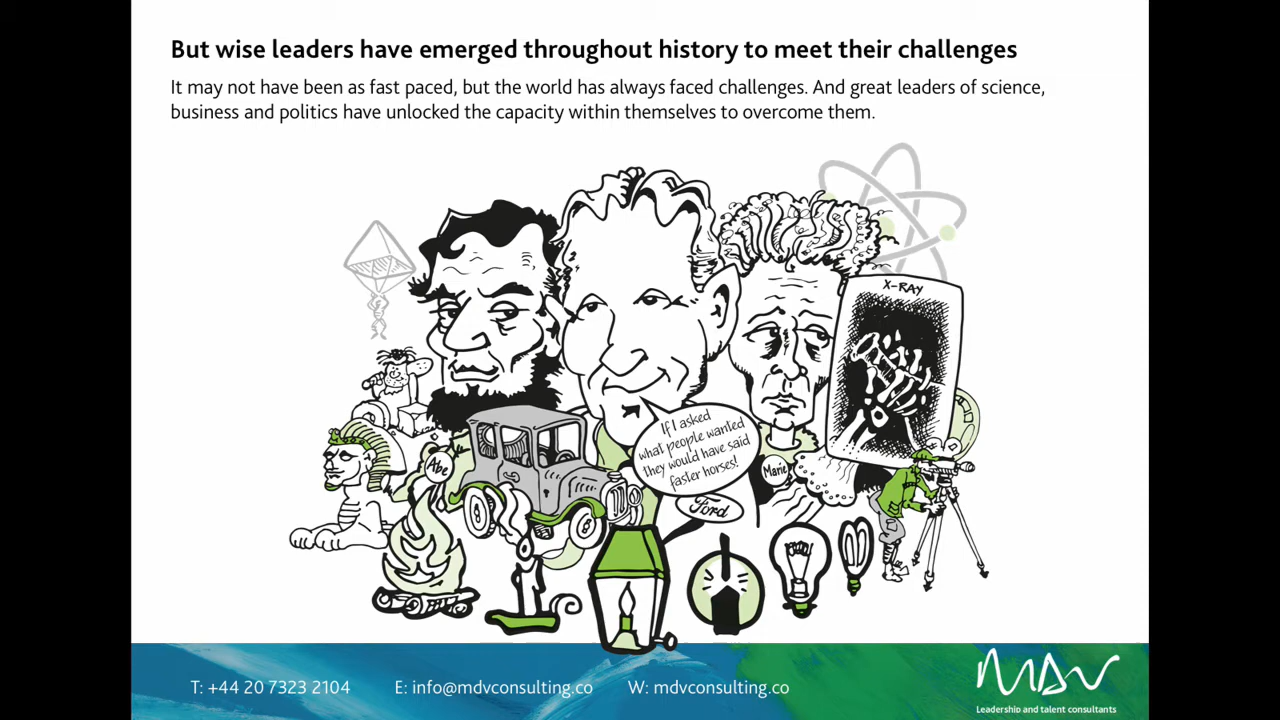 But wise leaders have emerged throughout history to meet their challenges
It may not have been as fast paced, but the world has always faced challenges. And great leaders of science,
business and politics have unlocked the capacity within themselves to overcome them.
X-RAY
If I asked
what people wanted
they would have said
faster horses!
Abe
Marie
Ford
8
8
T: +44 20 7323 2104 E: info@mdvconsulting.co W: mdvconsulting.co
MDV
Leadership and talent consultants